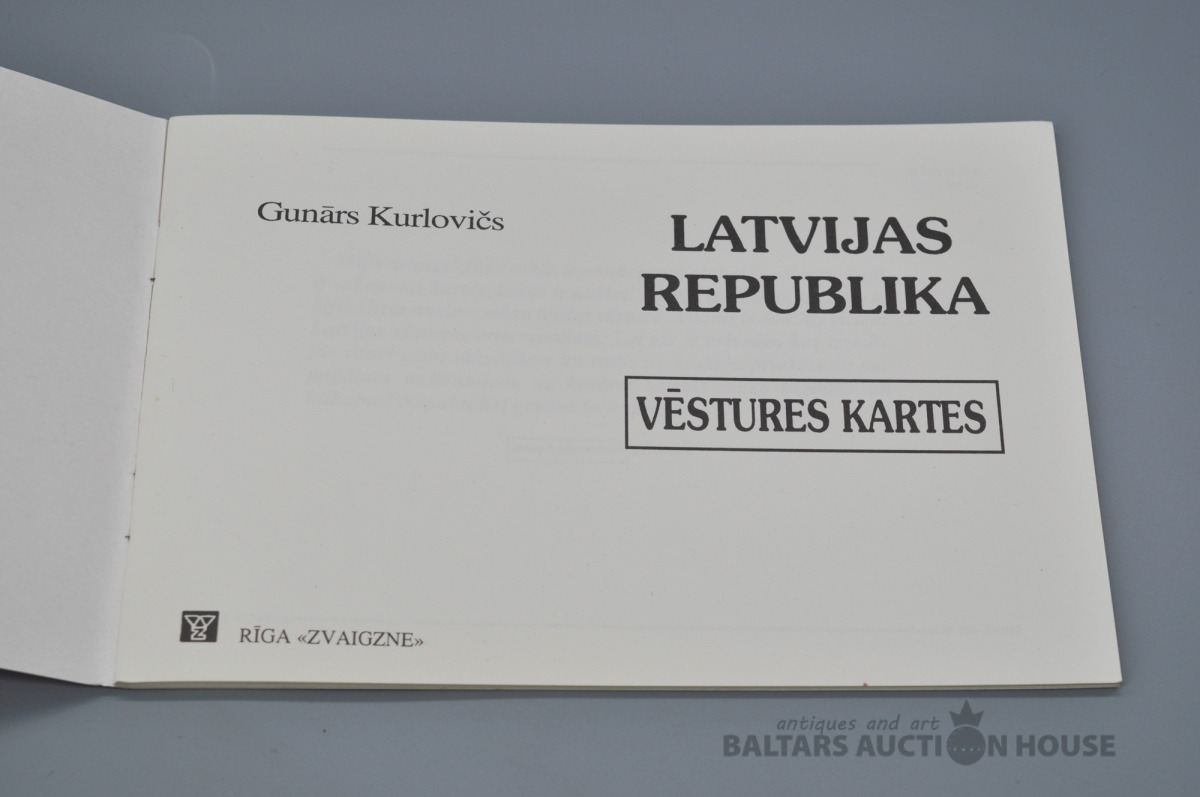 Gunārs Kurlovičs
LATVIJAS
REPUBLIKA
VĒSTURES KARTES
RĪGA «ZVAIGZNE»
antiques and art
BALTARS AUCTION HOUSE